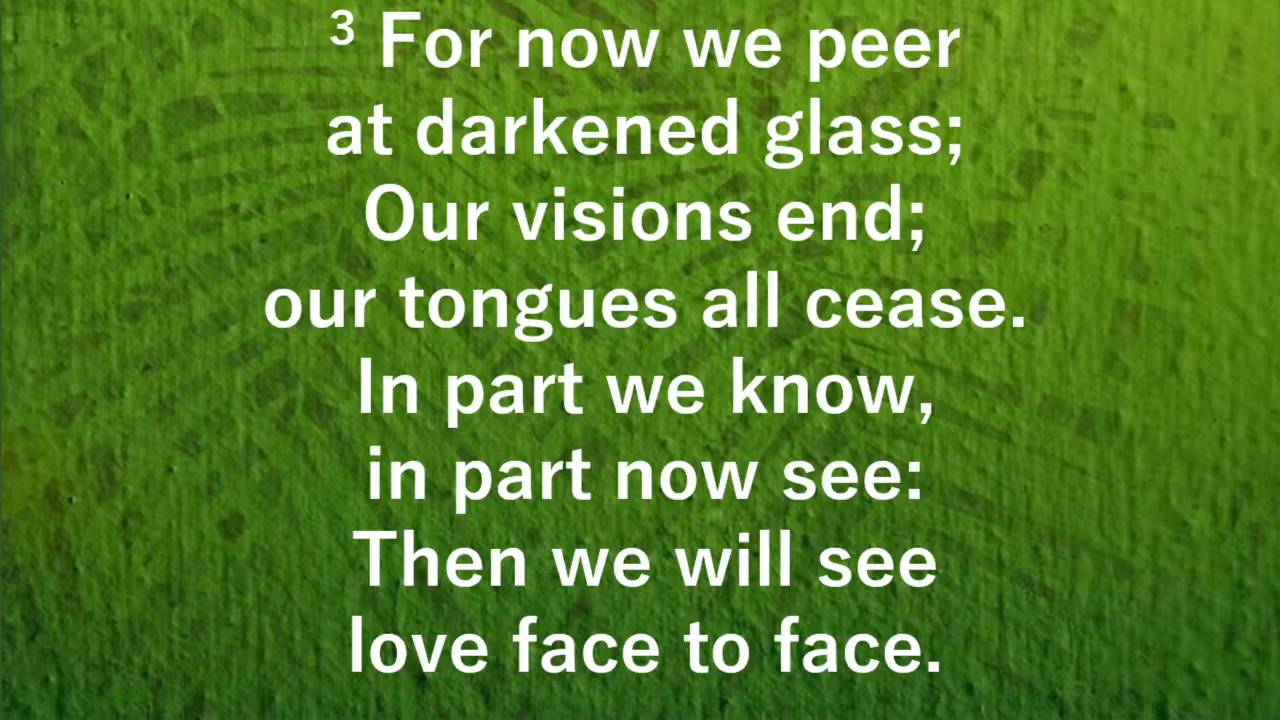 ³ For now we peer
at darkened glass;
Our visions end;
our tongues all cease.
In part we know,
in part now see:
Then we will see
love face to face.